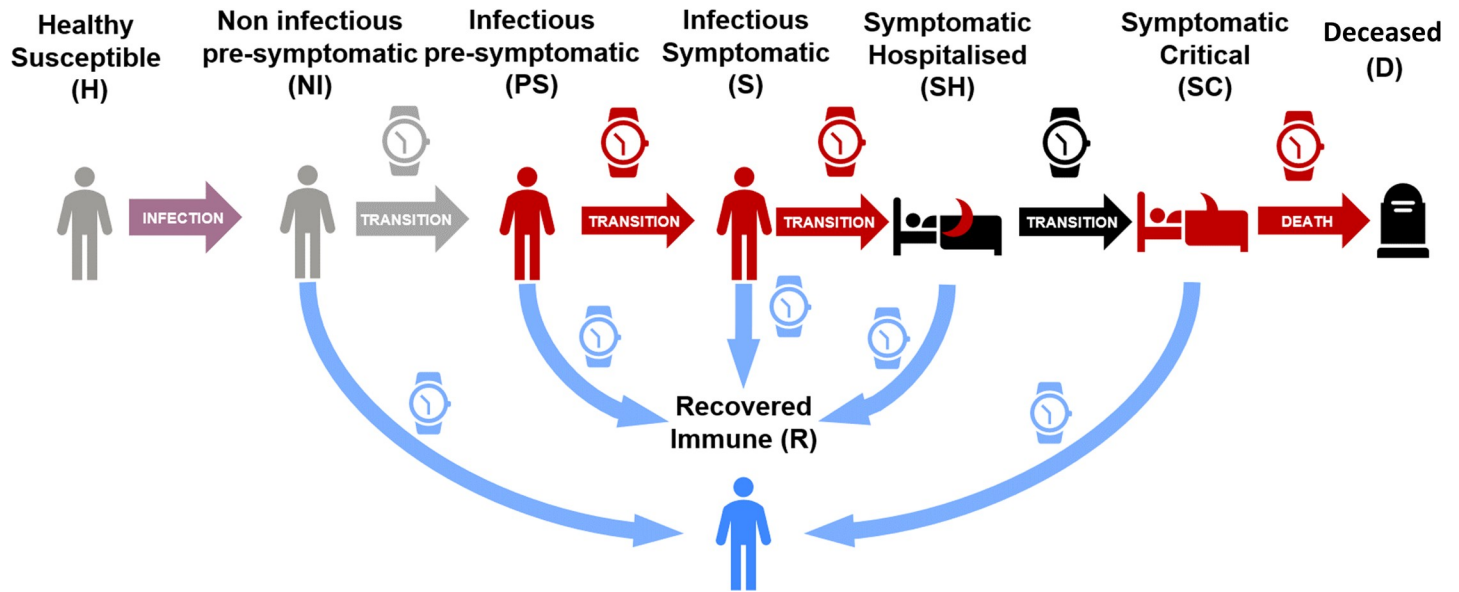 Healthy
Susceptible
(H)
Non infectious
pre-symptomatic
(NI)
Infectious
pre-symptomatic
(PS)
Infectious
Symptomatic
(S)
Symptomatic
Hospitalised
(SH)
Symptomatic
Critical
(SC)
Deceased
(D)
INFECTION
TRANSITION
TRANSITION
TRANSITION
TRANSITION
DEATH
Recovered
Immune (R)